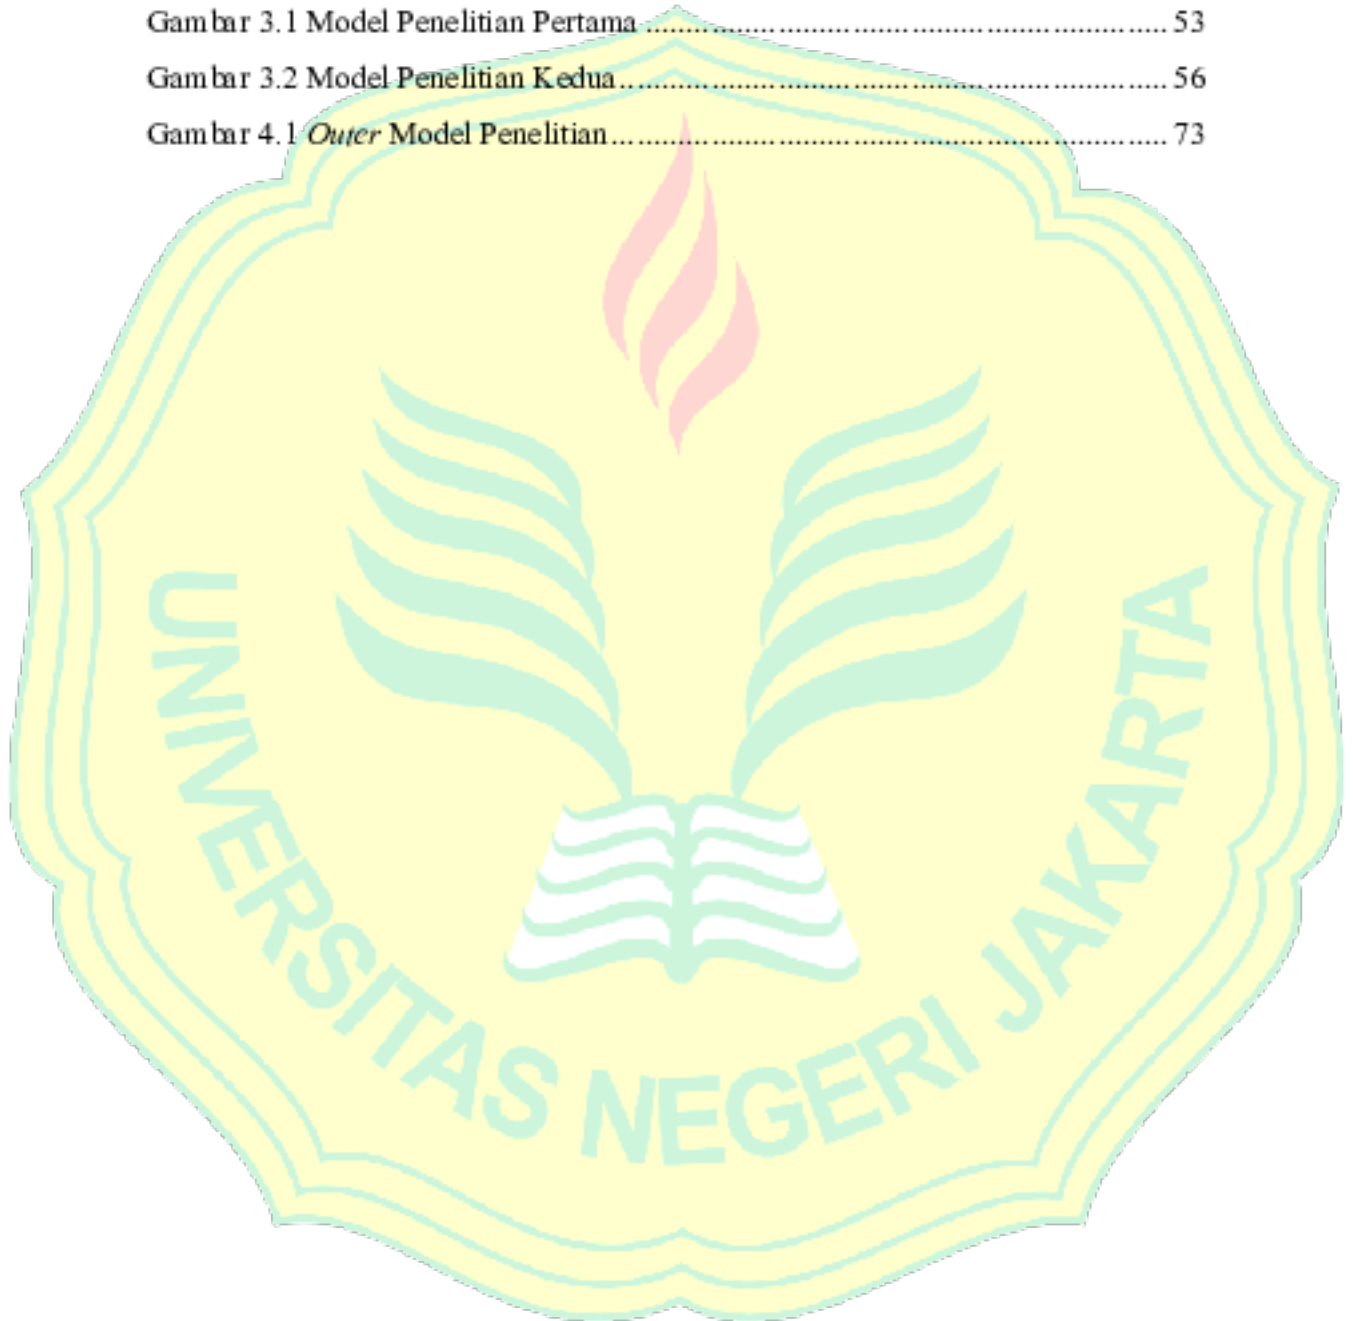 Gambar 3.1 Model Penelitian Pertama ................................................................ 53
Gambar 3.2 Model Penelitian Kedua................................................................... 56
Gambar 4.1 Outer Model Penelitian.................................................................... 73
UNIVERSITAS NEGERI JAKARTA